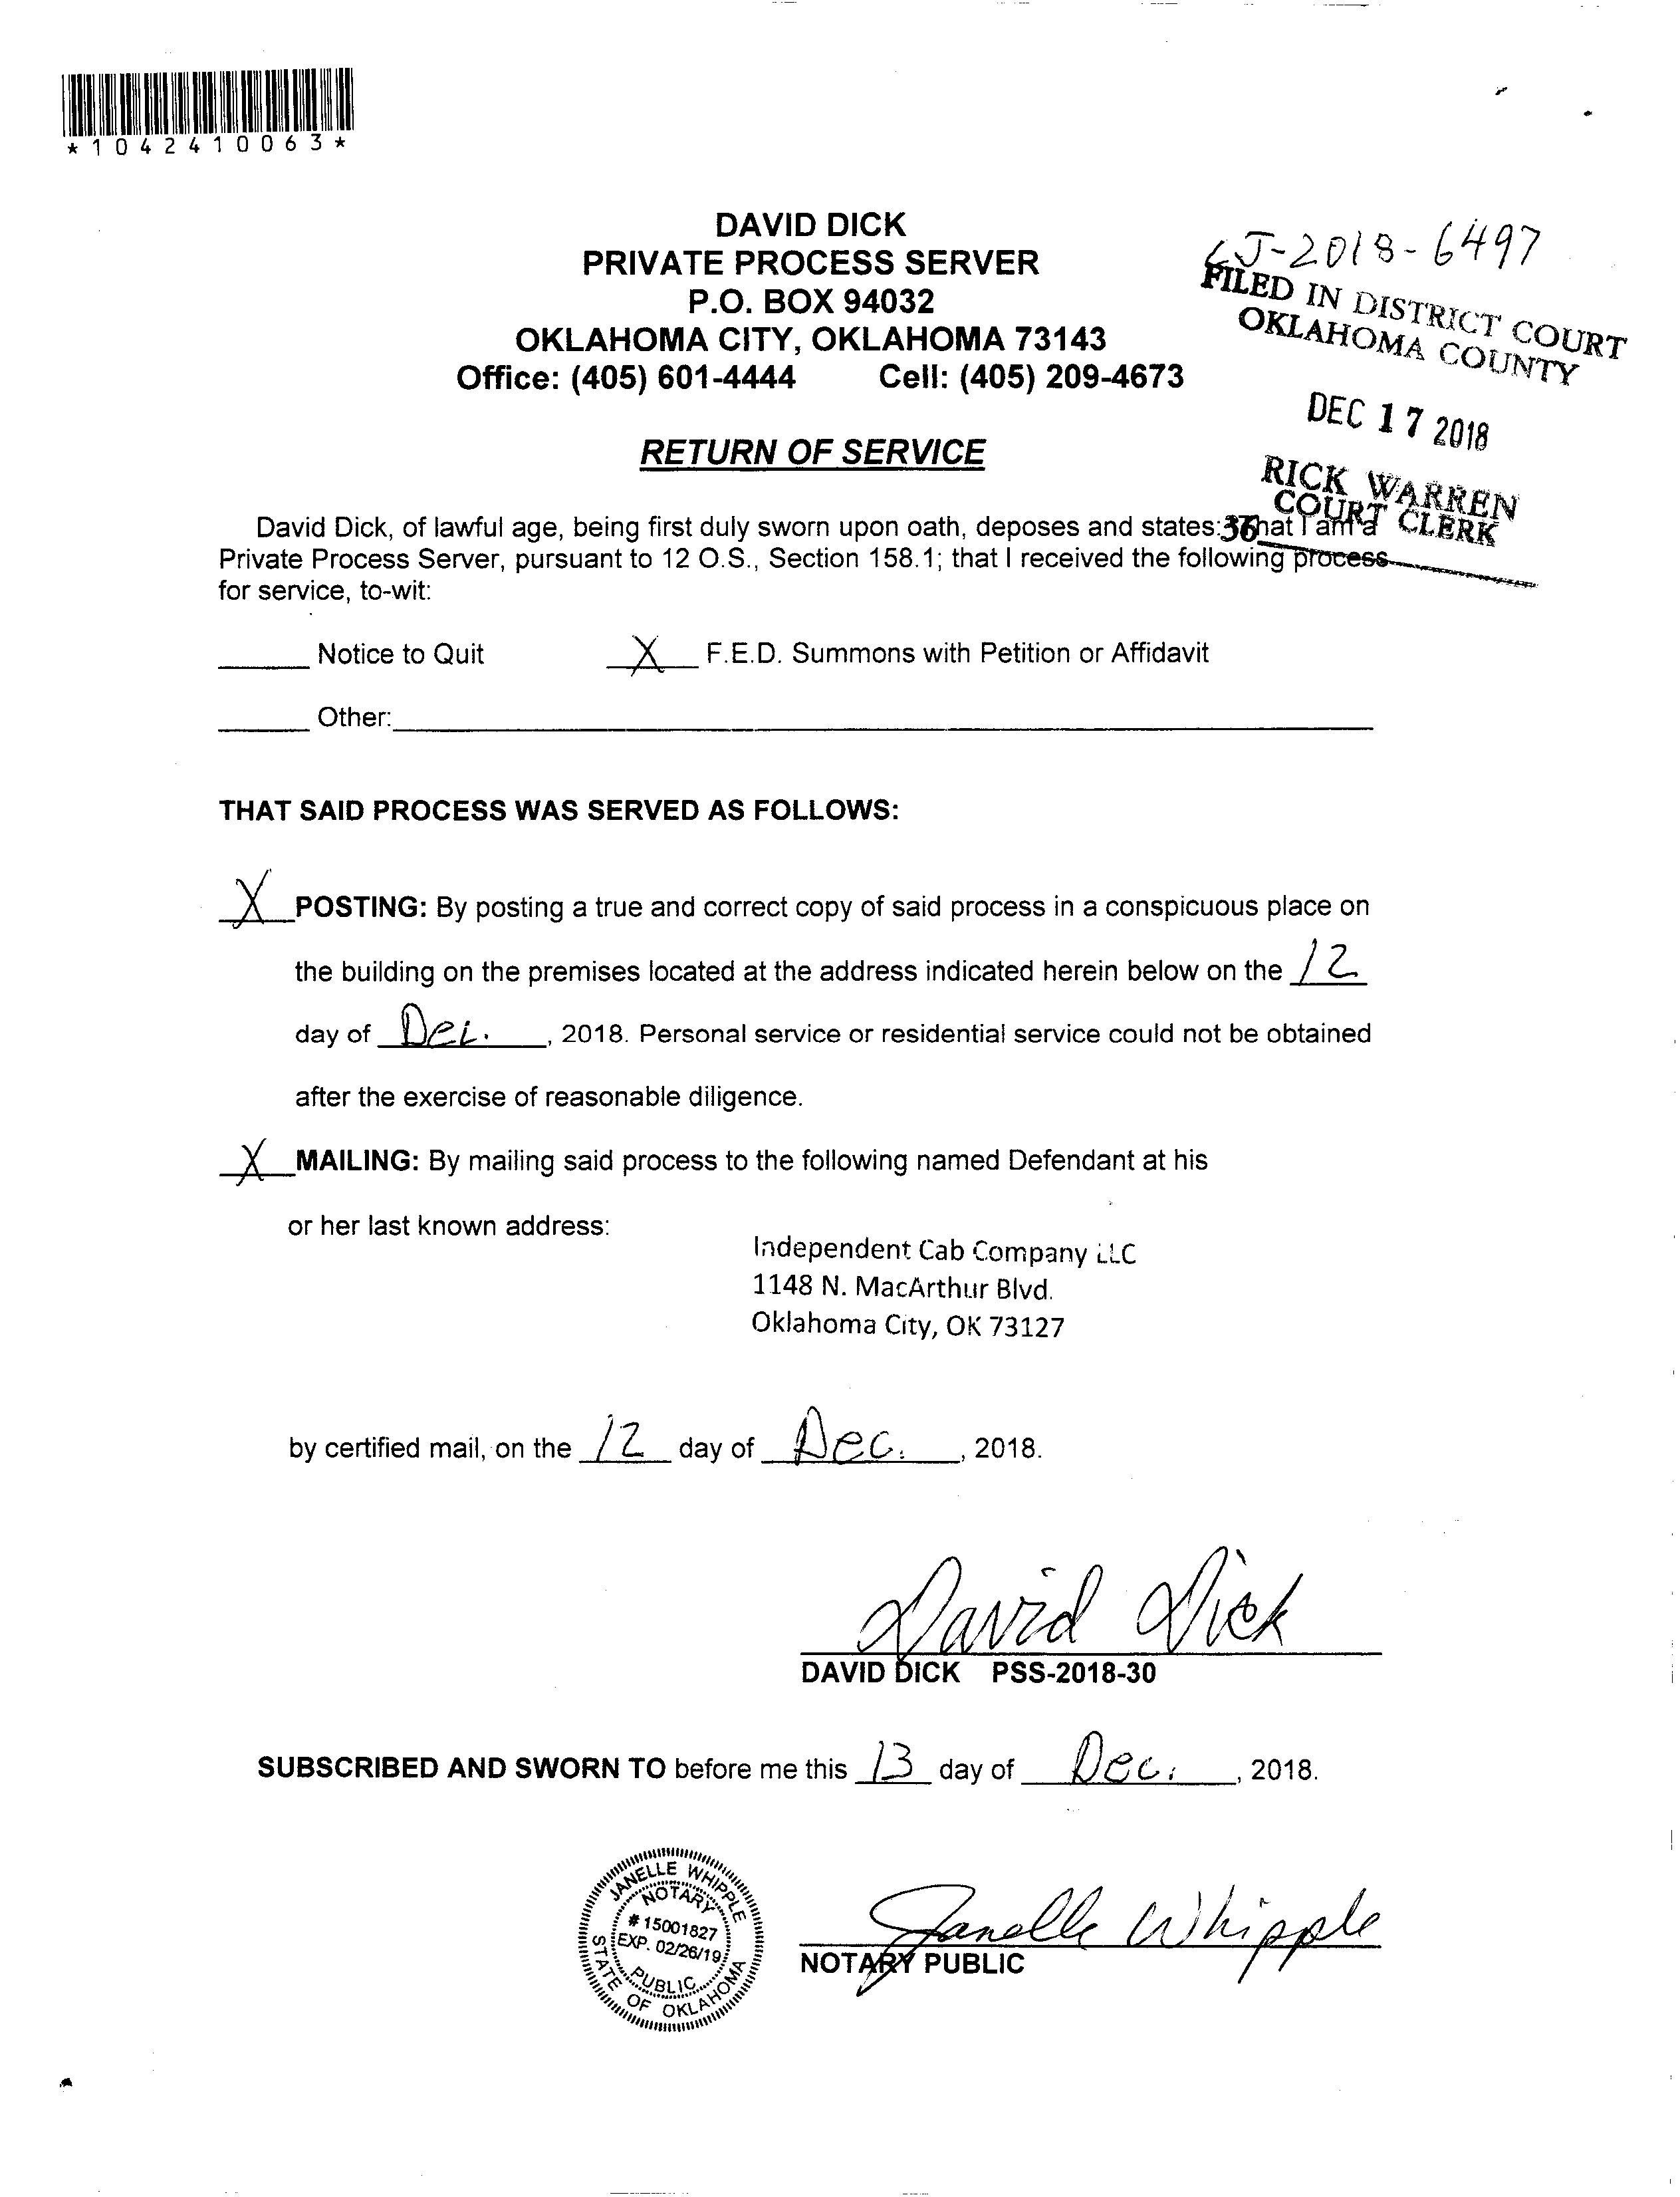 *1042410063*
DAVID DICK
PRIVATE PROCESS SERVER
P.O. BOX 94032
OKLAHOMA CITY, OKLAHOMA 73143
Office: (405) 601-4444 Cell: (405) 209-4673
CJ-2018-6497
FILED IN DISTRICT COURT
OKLAHOMA COUNTY
DEC 17 2018
RICK WARREN
COURT CLERK
36
RETURN OF SERVICE
David Dick, of lawful age, being first duly sworn upon oath, deposes and states: That I am a
Private Process Server, pursuant to 12 O.S., Section 158.1; that I received the following process
for service, to-wit:
____ Notice to Quit X F.E.D. Summons with Petition or Affidavit
____ Other:____
THAT SAID PROCESS WAS SERVED AS FOLLOWS:
X POSTING: By posting a true and correct copy of said process in a conspicuous place on
the building on the premises located at the address indicated herein below on the 12
day of Dec. , 2018. Personal service or residential service could not be obtained
after the exercise of reasonable diligence.
X MAILING: By mailing said process to the following named Defendant at his
or her last known address:
Independent Cab Company LLC
1148 N. MacArthur Blvd.
Oklahoma City, OK 73127
by certified mail, on the 12 day of Dec. , 2018.
David Dick
DAVID DICK PSS-2018-30
SUBSCRIBED AND SWORN TO before me this 13 day of Dec. , 2018.
JANELLE WHIPPLE
NOTARY
# 15001827
EXP. 02/26/19
PUBLIC
STATE OF OKLAHOMA
Janelle Whipple
NOTARY PUBLIC